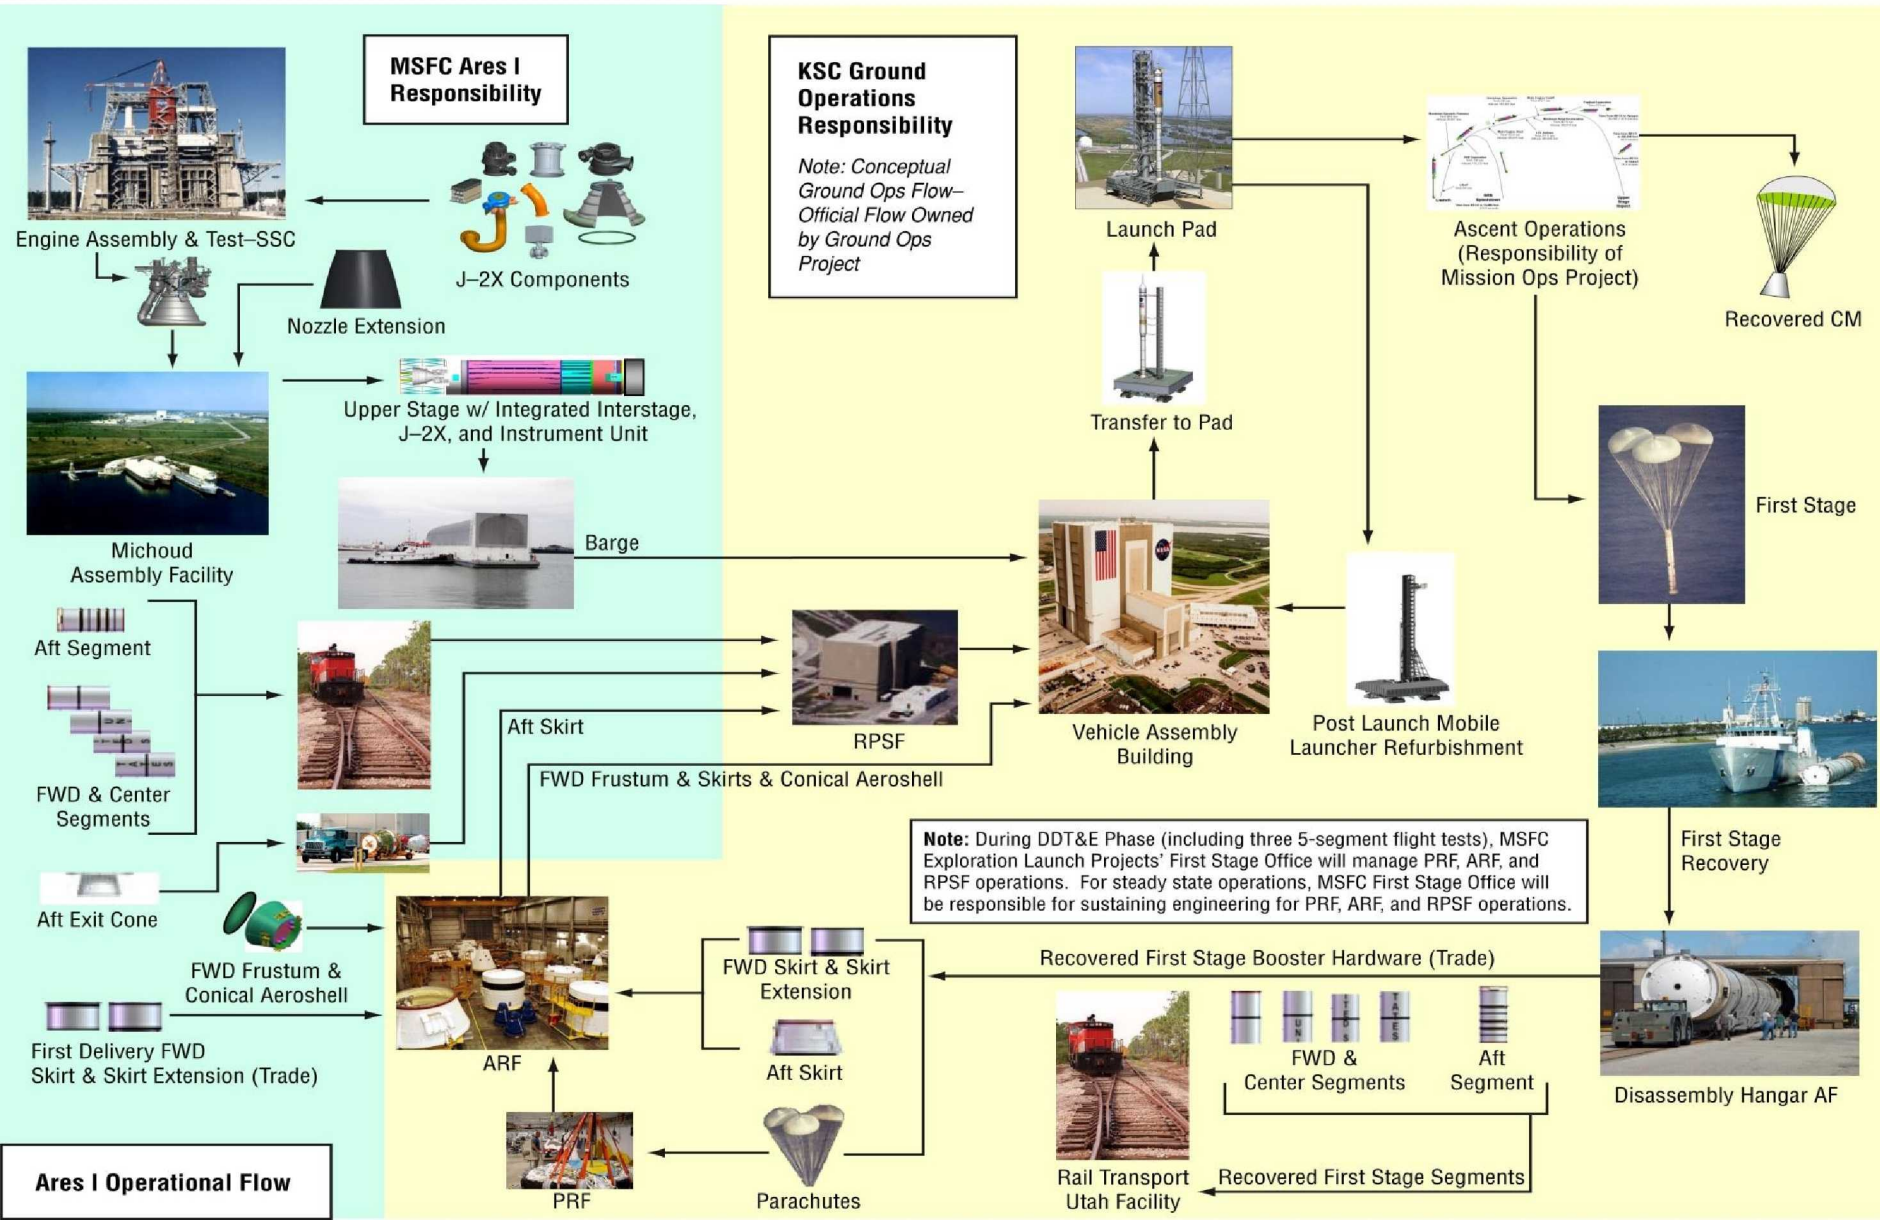 MSFC Ares I
Responsibility
Engine Assembly & Test–SSC
J–2X Components
Nozzle Extension
Upper Stage w/ Integrated Interstage,
J–2X, and Instrument Unit
Michoud
Assembly Facility
Barge
Aft Segment
FWD & Center
Segments
Aft Exit Cone
FWD Frustum &
Conical Aeroshell
First Delivery FWD
Skirt & Skirt Extension (Trade)
Ares I Operational Flow
KSC Ground
Operations
Responsibility
Note: Conceptual
Ground Ops Flow–
Official Flow Owned
by Ground Ops
Project
Launch Pad
Transfer to Pad
Ascent Operations
(Responsibility of
Mission Ops Project)
Recovered CM
First Stage
Vehicle Assembly
Building
Post Launch Mobile
Launcher Refurbishment
RPSF
Aft Skirt
FWD Frustum & Skirts & Conical Aeroshell
Note: During DDT&E Phase (including three 5-segment flight tests), MSFC
Exploration Launch Projects’ First Stage Office will manage PRF, ARF, and
RPSF operations. For steady state operations, MSFC First Stage Office will
be responsible for sustaining engineering for PRF, ARF, and RPSF operations.
First Stage
Recovery
Disassembly Hangar AF
Recovered First Stage Booster Hardware (Trade)
FWD Skirt & Skirt
Extension
Aft Skirt
ARF
PRF
Parachutes
FWD &
Center Segments
Aft
Segment
Rail Transport
Utah Facility
Recovered First Stage Segments